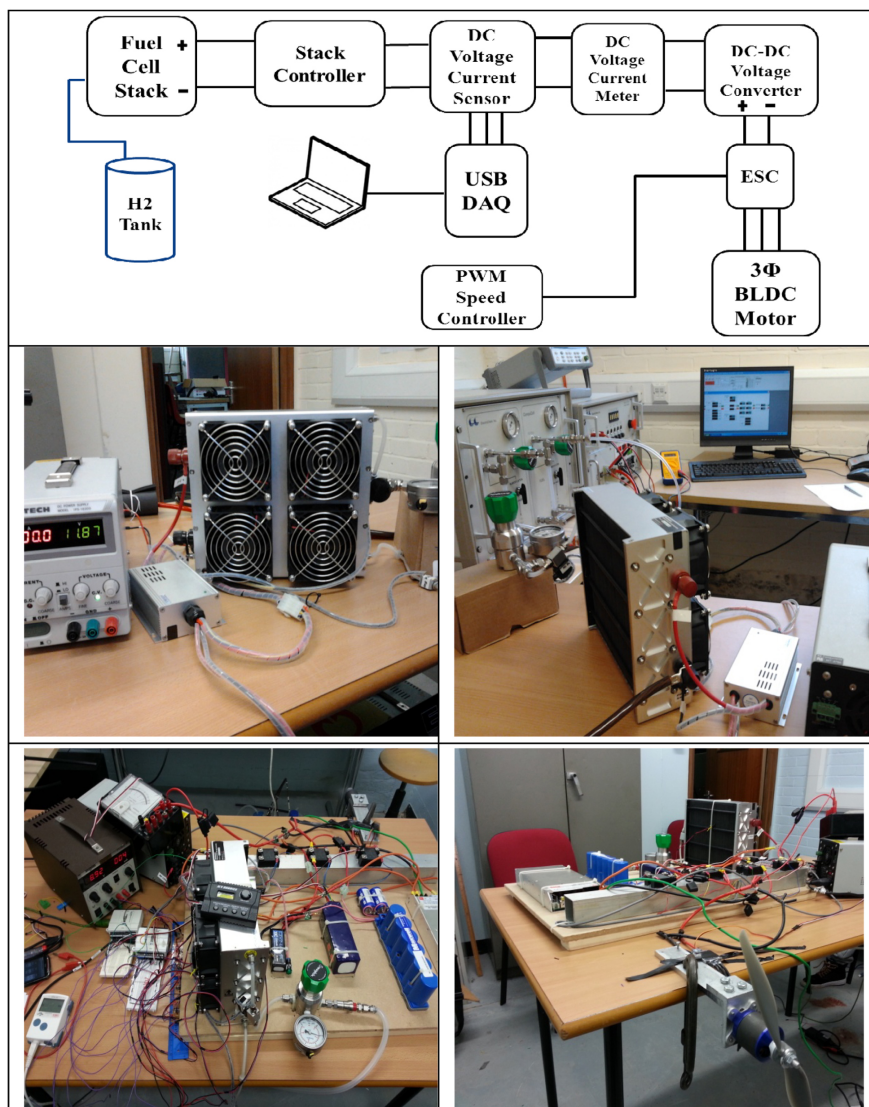 Fuel
Cell
Stack
+
−
Stack
Controller
DC
Voltage
Current
Sensor
DC
Voltage
Current
Meter
DC-DC
Voltage
Converter
+ −
H2
Tank
USB
DAQ
ESC
PWM
Speed
Controller
3Φ
BLDC
Motor
TECH
00.0 11.87
VOLTAGE